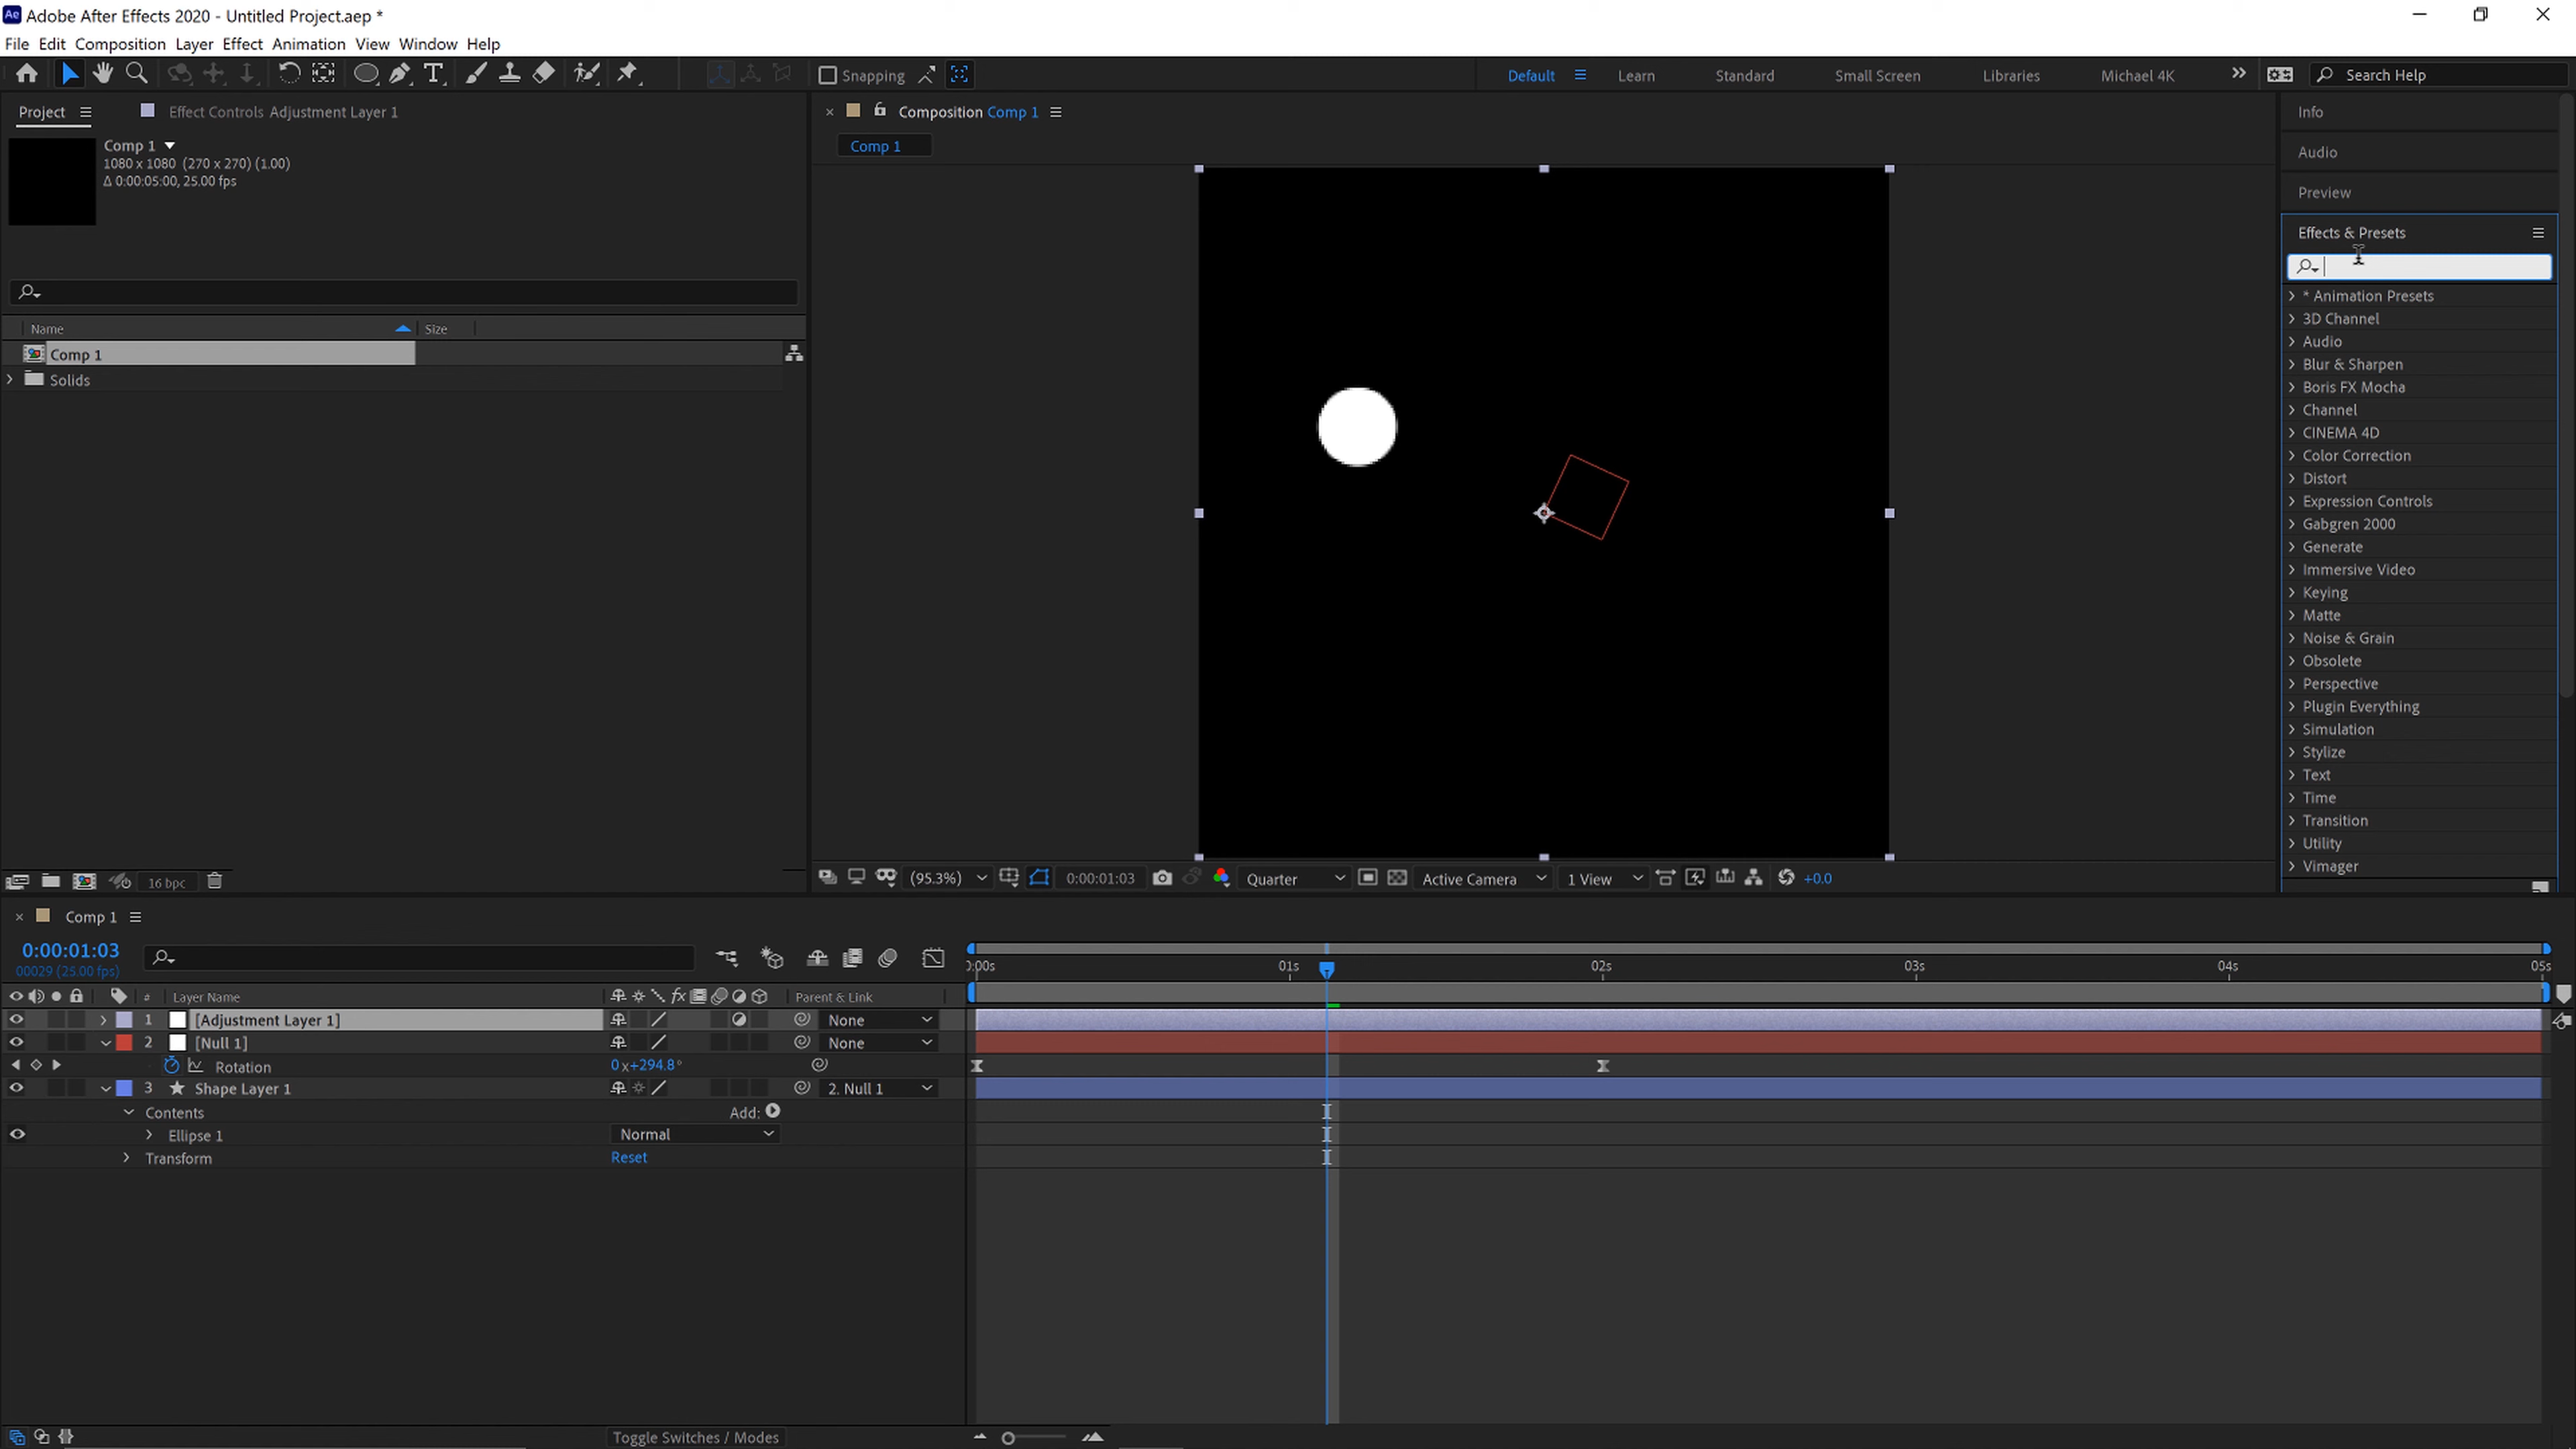 Ae Adobe After Effects 2020 - Untitled Project.aep *
File Edit Composition Layer Effect Animation View Window Help
T Snapping Default Learn Standard Small Screen Libraries Michael 4K Search Help
Project
Effect Controls Adjustment Layer 1
Comp 1
1080 x 1080 (270 x 270) (1.00)
Δ 0:00:05:00, 25.00 fps
Name Size
Comp 1
Solids
16 bpc
Composition Comp 1
Comp 1
(95.3%) 0:00:01:03 Quarter Active Camera 1 View +0.0
Info
Audio
Preview
Effects & Presets
* Animation Presets
3D Channel
Audio
Blur & Sharpen
Boris FX Mocha
Channel
CINEMA 4D
Color Correction
Distort
Expression Controls
Gabgren 2000
Generate
Immersive Video
Keying
Matte
Noise & Grain
Obsolete
Perspective
Plugin Everything
Simulation
Stylize
Text
Time
Transition
Utility
Vimager
Comp 1
0:00:01:03
00029 (25.00 fps)
):00s 01s 02s 03s 04s 05s
# Layer Name fx Parent & Link
1 [Adjustment Layer 1] None
2 [Null 1] None
Rotation 0x+294.8°
3 Shape Layer 1 2. Null 1
Contents Add:
Ellipse 1 Normal
Transform Reset
Toggle Switches / Modes